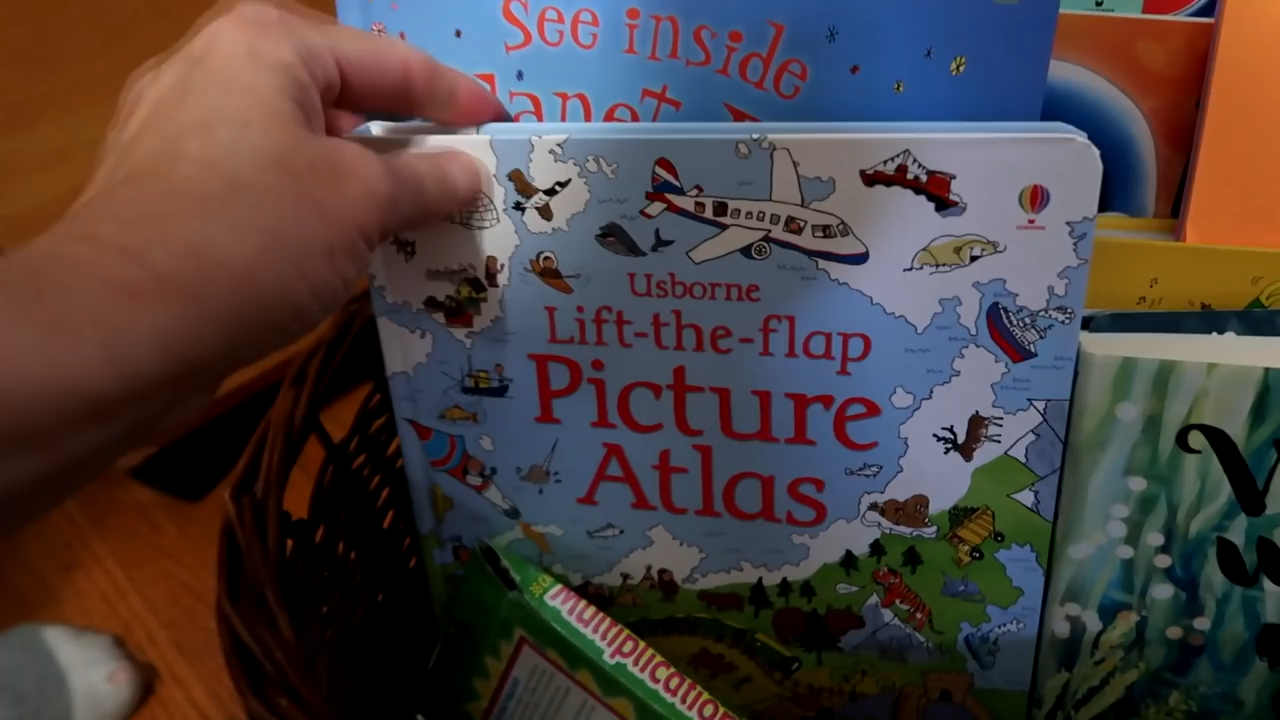 See inside
Usborne
Lift-the-flap
Picture
Atlas
Multiplication